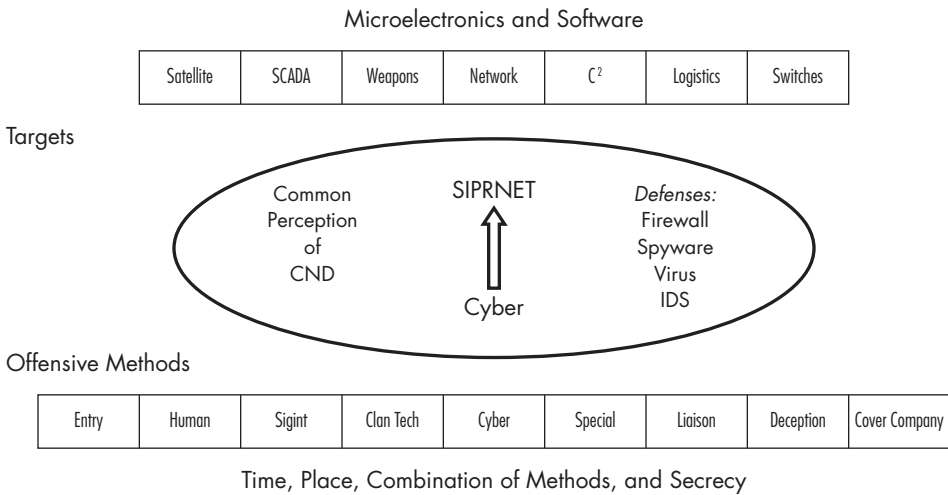 Microelectronics and Software
Satellite SCADA Weapons Network C² Logistics Switches
Targets
Common
Perception
of
CND
SIPRNET
Cyber
Defenses:
Firewall
Spyware
Virus
IDS
Offensive Methods
Entry Human Sigint Clan Tech Cyber Special Liaison Deception Cover Company
Time, Place, Combination of Methods, and Secrecy